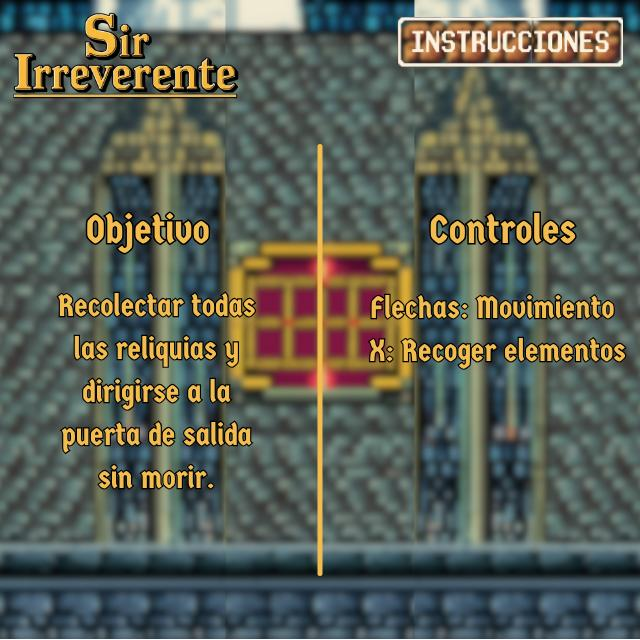 Sir
Irreverente
INSTRUCCIONES
Objetivo
Recolectar todas
las reliquias y
dirigirse a la
puerta de salida
sin morir.
Controles
Flechas: Movimiento
X: Recoger elementos